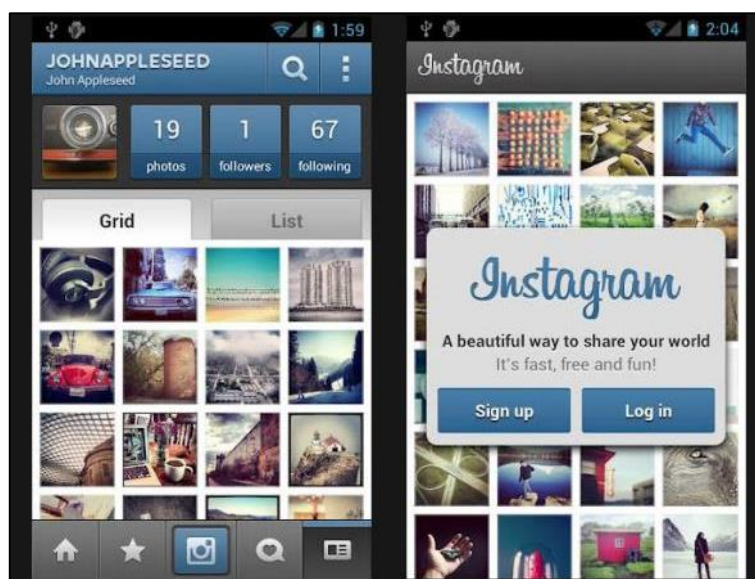 1:59
JOHNAPPLESEED
John Appleseed
19 1 67
photos followers following
Grid List
2:04
Instagram
Instagram
A beautiful way to share your world
It's fast, free and fun!
Sign up Log in